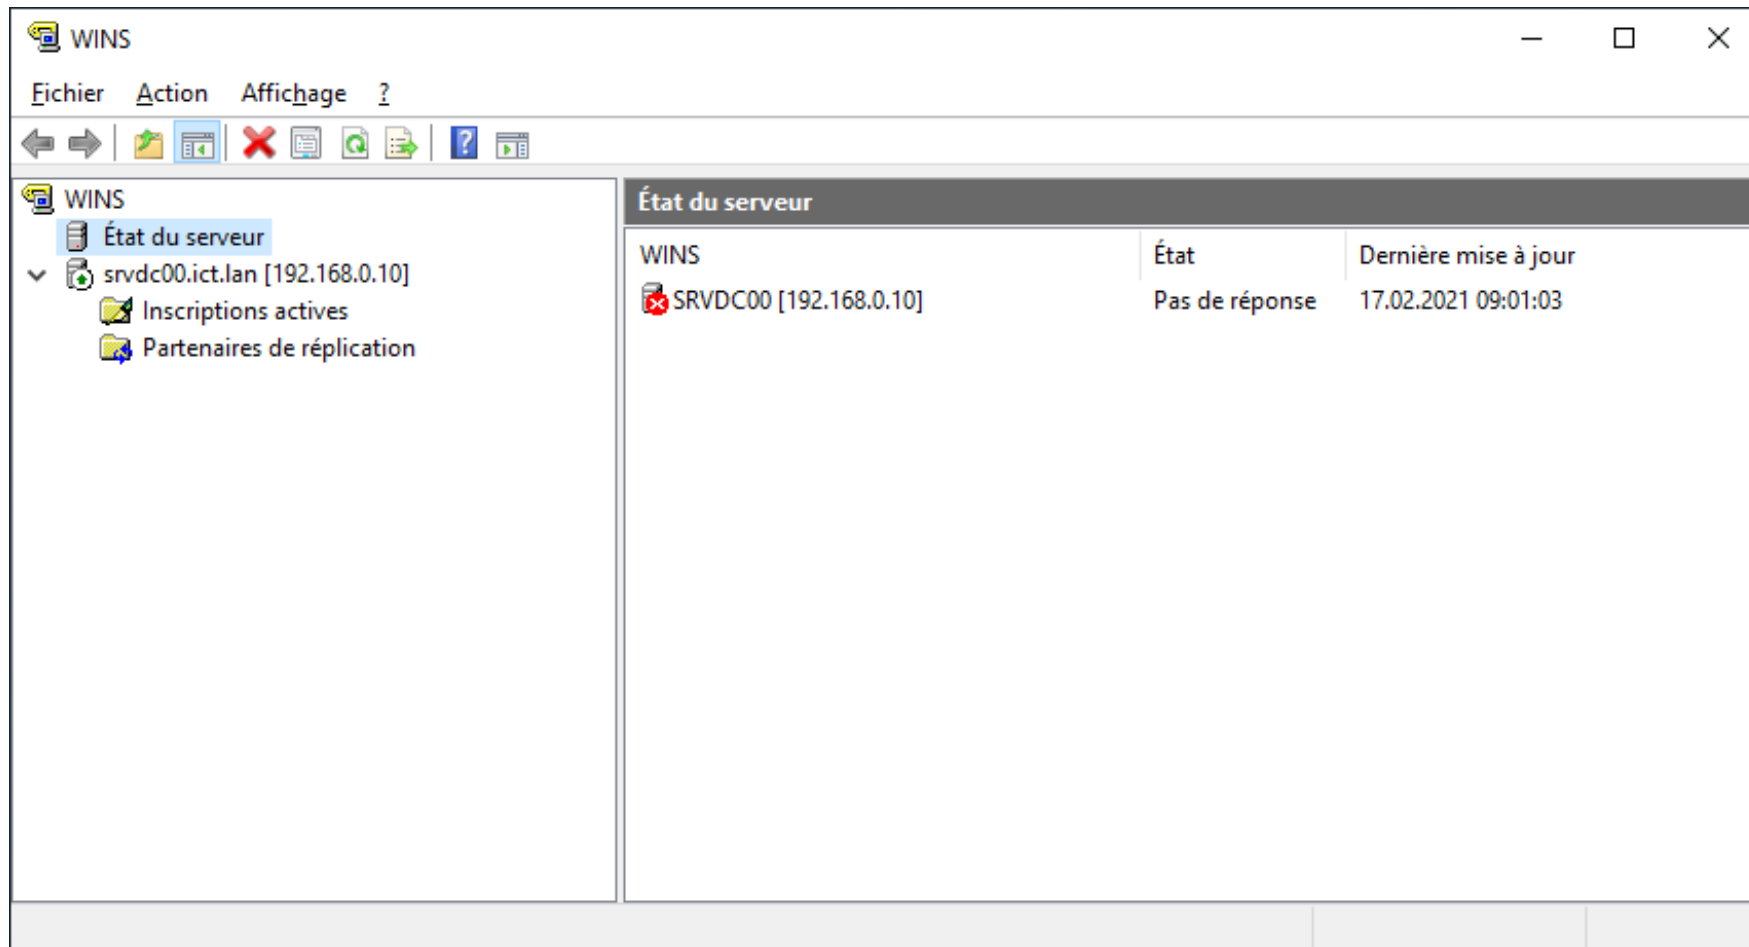 WINS
Fichier Action Affichage ?
WINS
État du serveur
srvdc00.ict.lan [192.168.0.10]
Inscriptions actives
Partenaires de réplication
État du serveur
WINS État Dernière mise à jour
SRVDC00 [192.168.0.10] Pas de réponse 17.02.2021 09:01:03